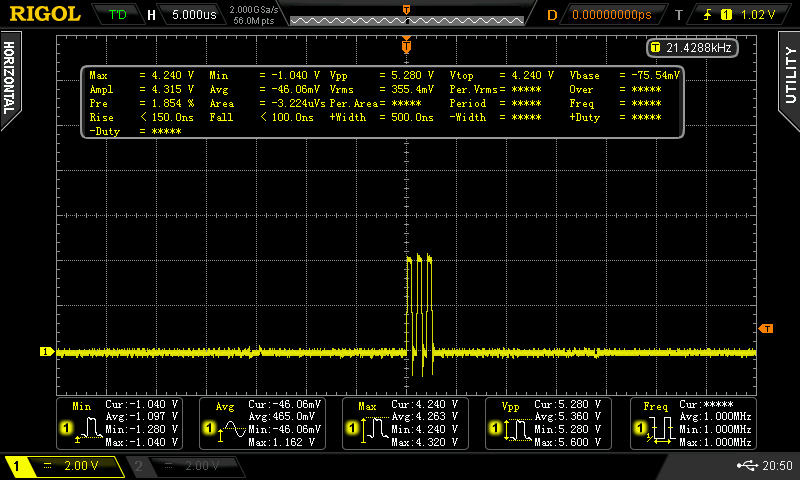 RIGOL T'D H 5.000us 2.000GSa/s 56.0M pts D 0.00000000ps T 1 1.02 V
HORIZONTAL
UTILITY
T
T 21.4288kHz
Max = 4.240 V Min = -1.040 V Vpp = 5.280 V Vtop = 4.240 V Vbase = -75.54mV
Ampl = 4.315 V Avg = -46.06mV Vrms = 355.4mV Per.Vrms= ***** Over = *****
Pre = 1.854 % Area = -3.224uVs Per.Area= ***** Period = ***** Freq = *****
Rise < 150.0ns Fall < 100.0ns +Width = 500.0ns -Width = ***** +Duty = *****
-Duty = *****
T
1
Min Cur:-1.040 V
Avg:-1.097 V
1 Min:-1.280 V
Max:-1.040 V
Avg Cur:-46.06mV
Avg:465.0mV
1 Min:-46.06mV
Max:1.162 V
Max Cur:4.240 V
Avg:4.263 V
1 Min:4.240 V
Max:4.320 V
Vpp Cur:5.280 V
Avg:5.360 V
1 Min:5.280 V
Max:5.600 V
Freq Cur:*****
Avg:1.000MHz
1 Min:1.000MHz
Max:1.000MHz
1 2.00 V 2 2.00 V 20:50